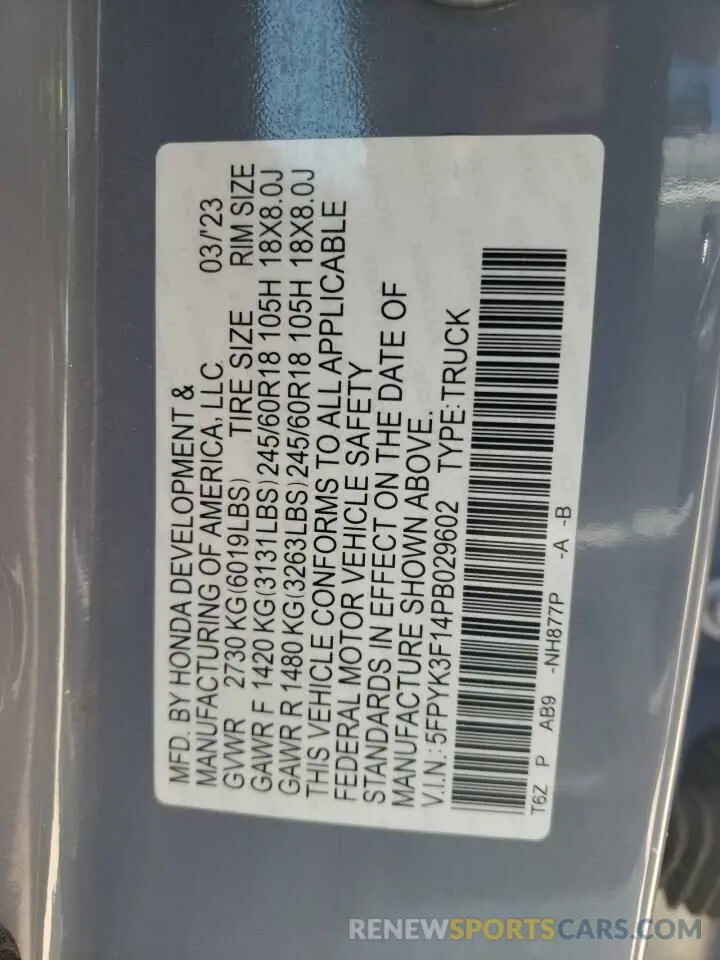 MFD. BY HONDA DEVELOPMENT &
MANUFACTURING OF AMERICA, LLC 03/'23
GVWR 2730 KG(6019LBS) TIRE SIZE RIM SIZE
GAWR F 1420 KG(3131LBS)245/60R18 105H 18X8.0J
GAWR R 1480 KG(3263LBS)245/60R18 105H 18X8.0J
THIS VEHICLE CONFORMS TO ALL APPLICABLE
FEDERAL MOTOR VEHICLE SAFETY
STANDARDS IN EFFECT ON THE DATE OF
MANUFACTURE SHOWN ABOVE.
V.I.N.: 5FPYK3F14PB029602 TYPE:TRUCK
T6Z P AB9 -NH877P -A -B
RENEWSPORTSCARS.COM